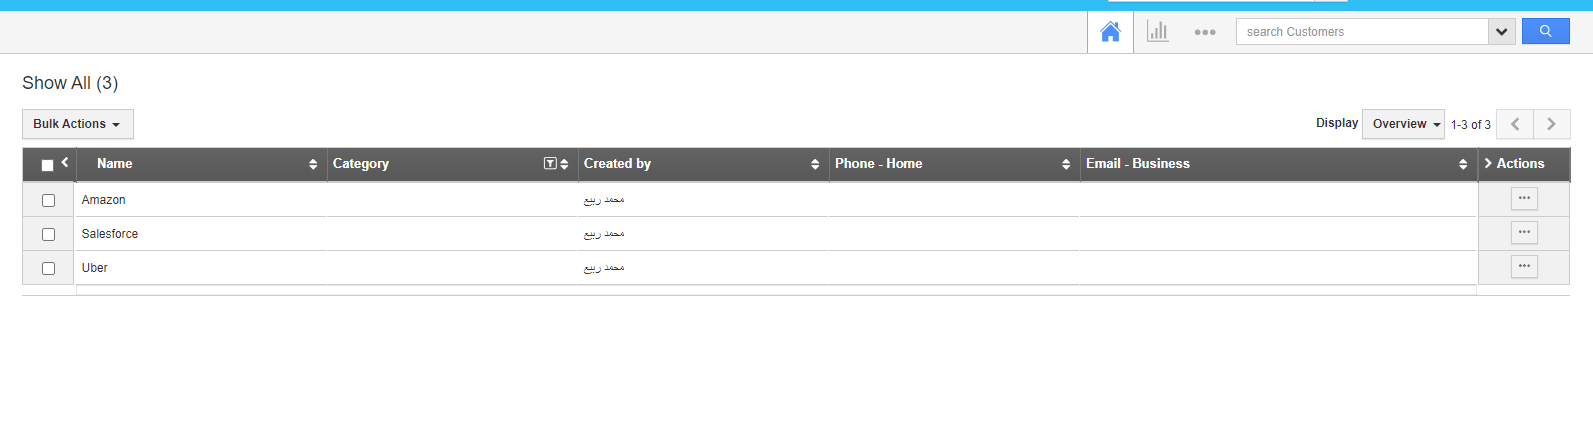 search Customers
Show All (3)
Bulk Actions
Display Overview 1-3 of 3
Name Category Created by Phone - Home Email - Business Actions
Amazon محمد ربيع
Salesforce محمد ربيع
Uber محمد ربيع